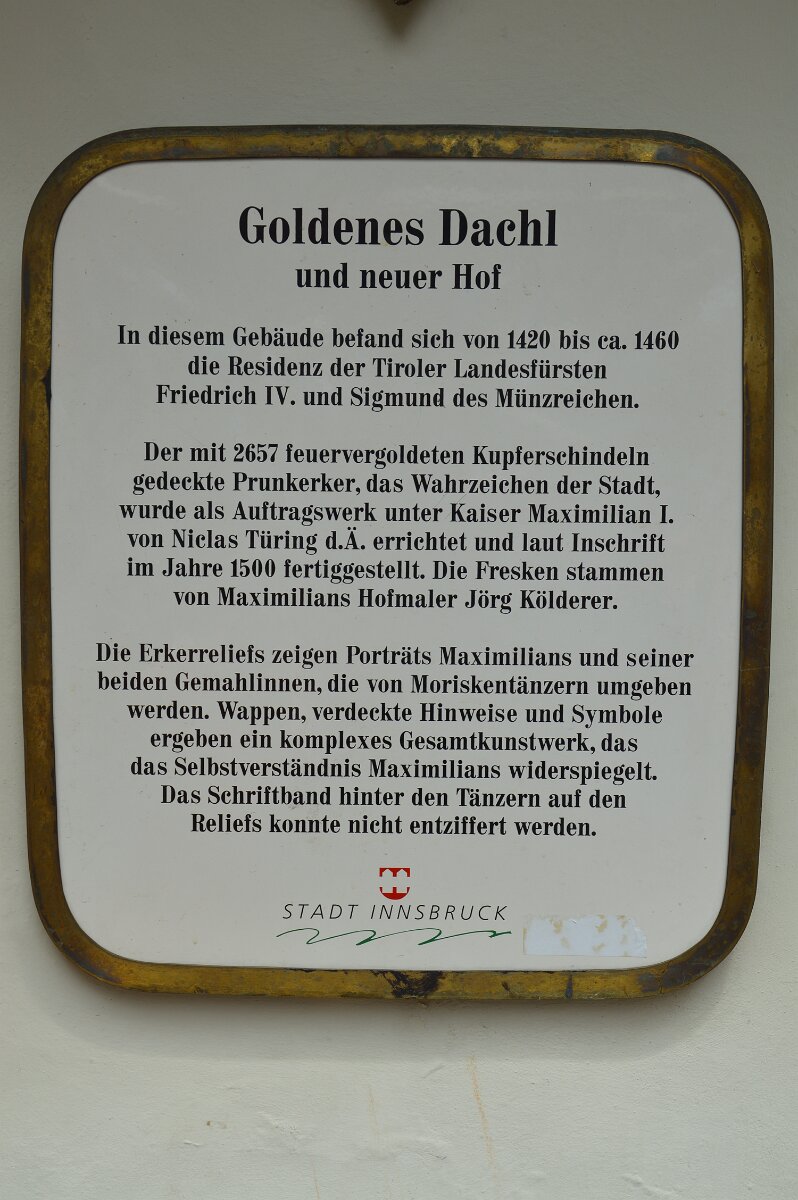 Goldenes Dachl
und neuer Hof
In diesem Gebäude befand sich von 1420 bis ca. 1460
die Residenz der Tiroler Landesfürsten
Friedrich IV. und Sigmund des Münzreichen.
Der mit 2657 feuervergoldeten Kupferschindeln
gedeckte Prunkerker, das Wahrzeichen der Stadt,
wurde als Auftragswerk unter Kaiser Maximilian I.
von Niclas Türing d.Ä. errichtet und laut Inschrift
im Jahre 1500 fertiggestellt. Die Fresken stammen
von Maximilians Hofmaler Jörg Kölderer.
Die Erkerreliefs zeigen Porträts Maximilians und seiner
beiden Gemahlinnen, die von Moriskentänzern umgeben
werden. Wappen, verdeckte Hinweise und Symbole
ergeben ein komplexes Gesamtkunstwerk, das
das Selbstverständnis Maximilians widerspiegelt.
Das Schriftband hinter den Tänzern auf den
Reliefs konnte nicht entziffert werden.
STADT INNSBRUCK